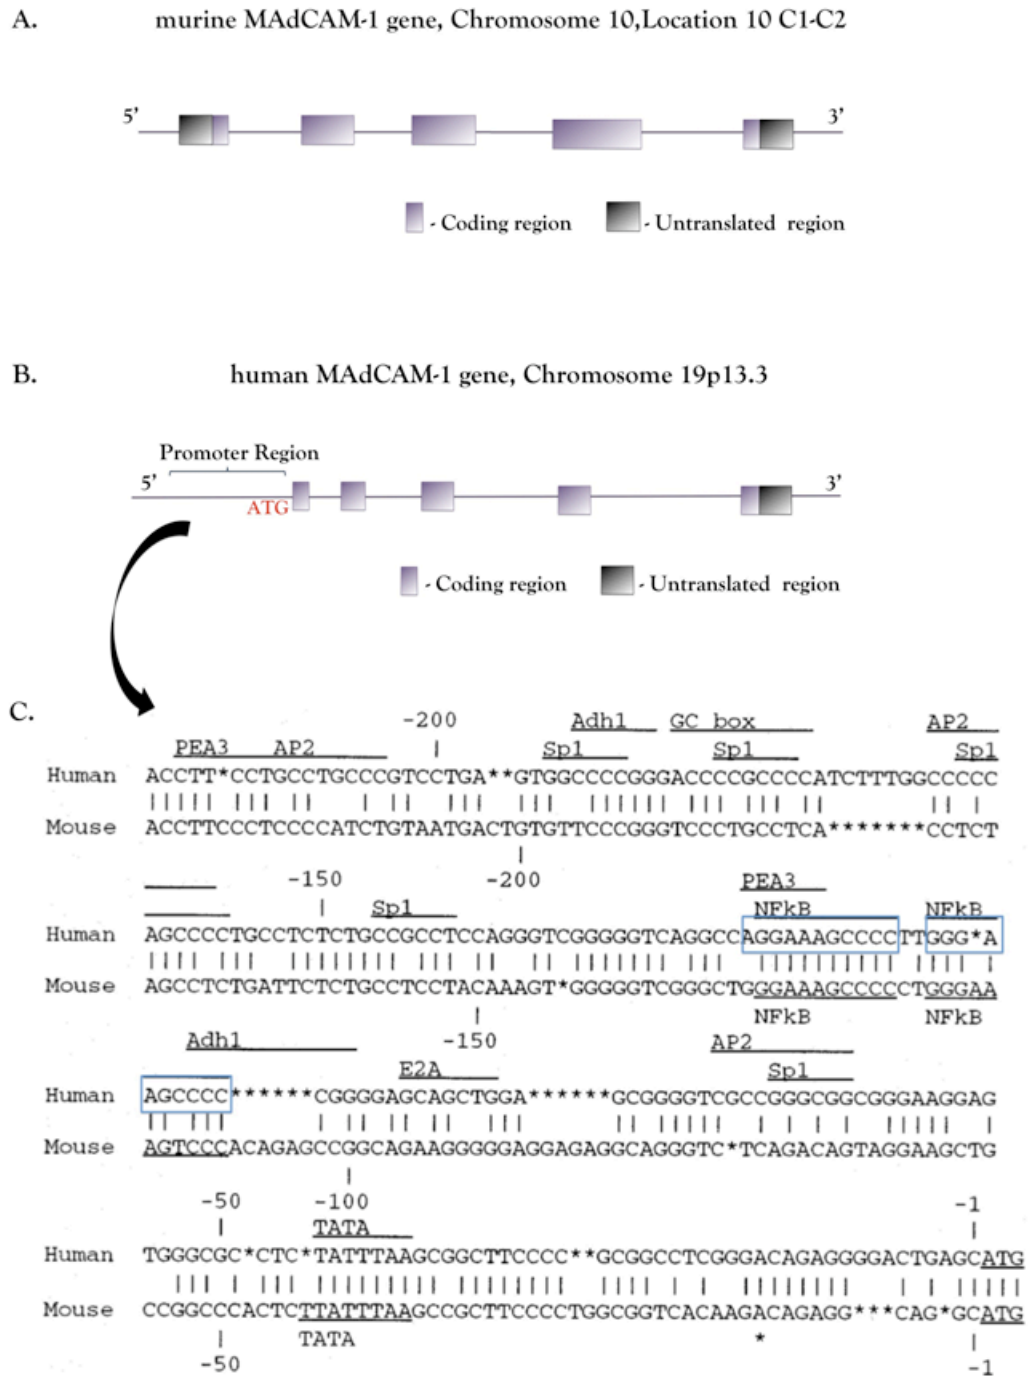 A. murine MAdCAM-1 gene, Chromosome 10,Location 10 C1-C2
5’ 3’
- Coding region - Untranslated region
B. human MAdCAM-1 gene, Chromosome 19p13.3
Promoter Region
5’ 3’
ATG
- Coding region - Untranslated region
C.
-200 Adh1 GC box AP2
PEA3 AP2 Sp1 Sp1 Sp1
Human ACCTT*CCTGCCTGCCCGTCCTGA**GTGGCCCCGGGACCCCGCCCCATCTTTGGCCCCC
Mouse ACCTTCCCTCCCCATCTGTAATGACTGTGTTCCCGGGTCCCTGCCTCA*******CCTCT
-150 -200 PEA3
Sp1 NFkB NFkB
Human AGCCCCTGCCTCTCTGCCGCCTCCAGGGTCGGGGGTCAGGCCAGGAAAGCCCCTTGGG*A
Mouse AGCCTCTGATTCTCTGCCTCCTACAAAGT*GGGGGTCGGGCTGGGAAAGCCCCCTGGGAA
NFkB NFkB
Adh1 -150 AP2
E2A Sp1
Human AGCCCC******CGGGGAGCAGCTGGA******GCGGGGTCGCCGGGCGGCGGGAAGGAG
Mouse AGTCCCACAGAGCCGGCAGAAGGGGGAGGAGAGGCAGGGTC*TCAGACAGTAGGAAGCTG
-50 -100 -1
TATA
Human TGGGCGC*CTC*TATTTAAGCGGCTTCCCC**GCGGCCTCGGGACAGAGGGGACTGAGCATG
Mouse CCGGCCCACTCTTATTTAAGCCGCTTCCCCTGGCGGTCACAAGACAGAGG***CAG*GCATG
TATA *
-50 -1